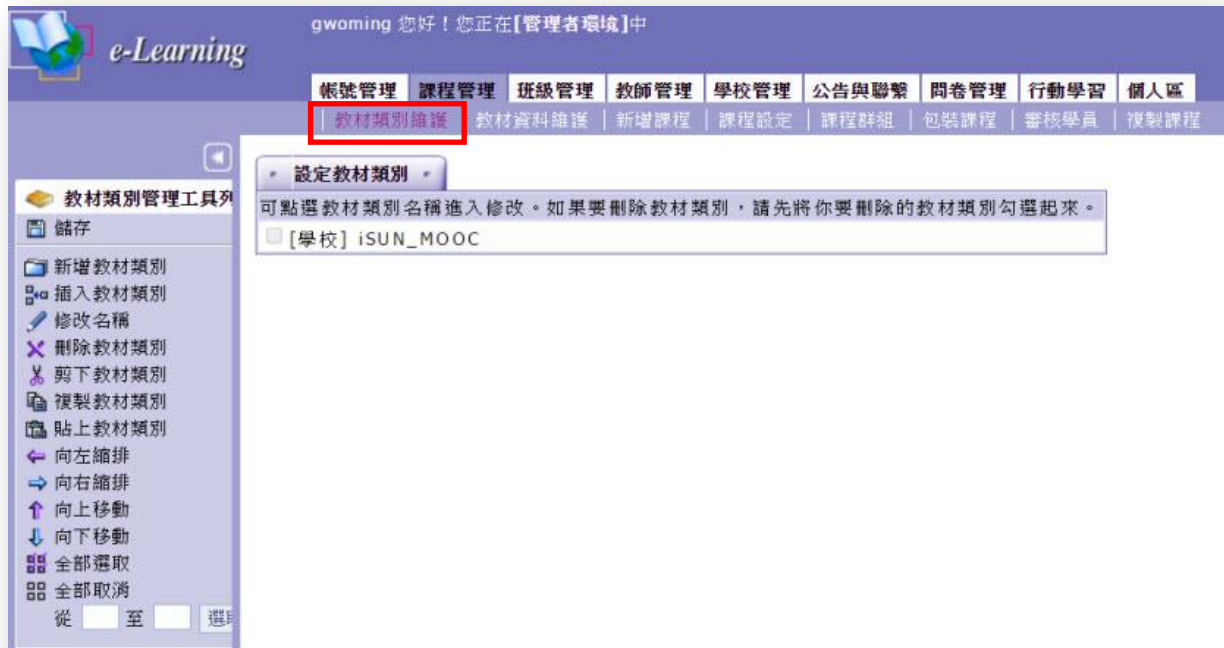 e-Learning
gwoming 您好！您正在[管理者環境]中
帳號管理 課程管理 班級管理 教師管理 學校管理 公告與聯繫 問卷管理 行動學習 個人區
| 教材類別維護 | 教材資料維護 | 新增課程 | 課程設定 | 課程群組 | 包裝課程 | 審核學員 | 複製課程
教材類別管理工具列
儲存
新增教材類別
插入教材類別
修改名稱
刪除教材類別
剪下教材類別
複製教材類別
貼上教材類別
向左縮排
向右縮排
向上移動
向下移動
全部選取
全部取消
從 至 選取
設定教材類別
可點選教材類別名稱進入修改。如果要刪除教材類別，請先將你要刪除的教材類別勾選起來。
[學校] iSUN_MOOC